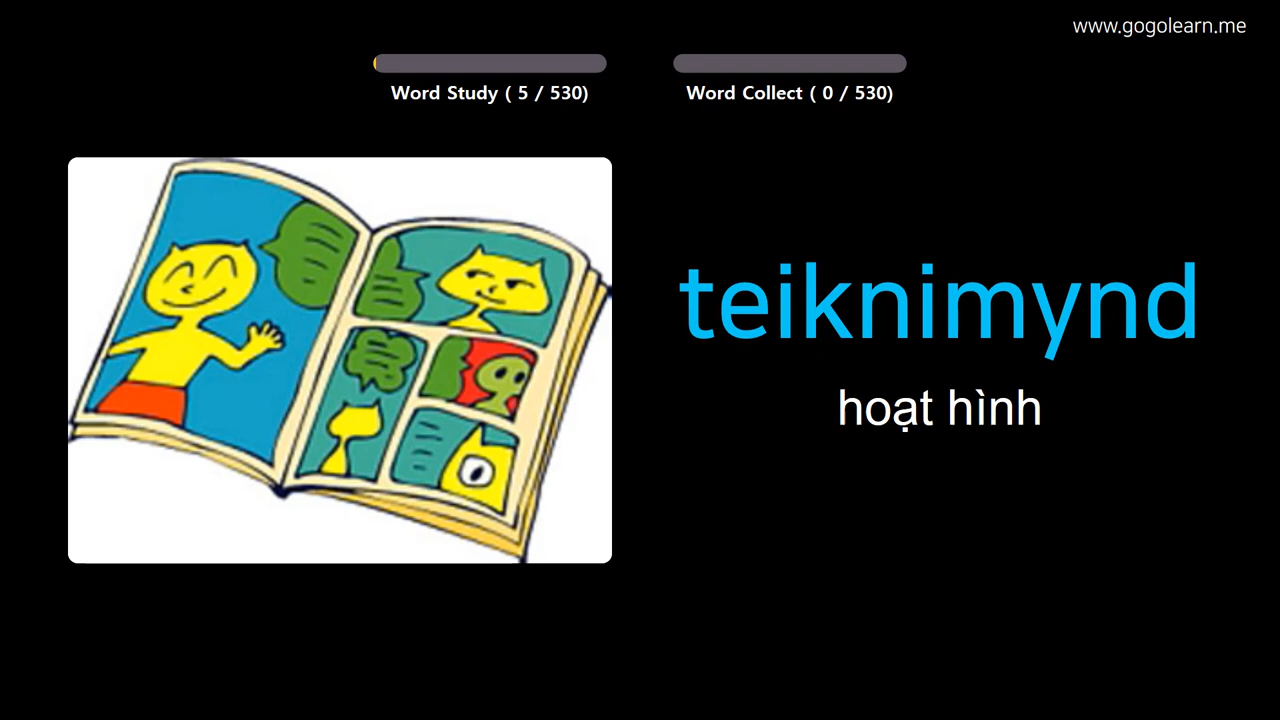 www.gogolearn.me
Word Study ( 5 / 530)
Word Collect ( 0 / 530)
teiknimynd
hoạt hình